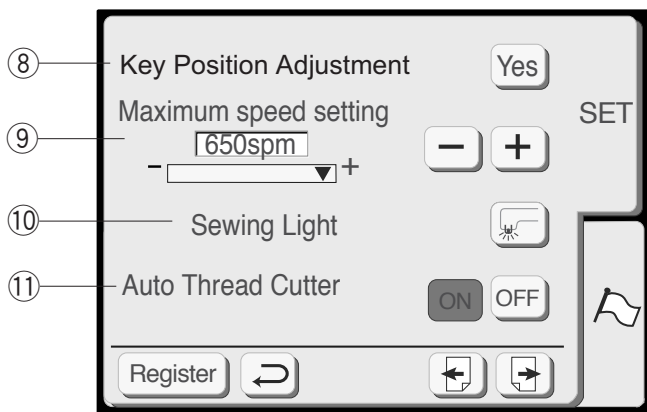 ⑧ Key Position Adjustment Yes
Maximum speed setting SET
⑨ 650spm
- + − +
⑩ Sewing Light
⑪ Auto Thread Cutter ON OFF
Register